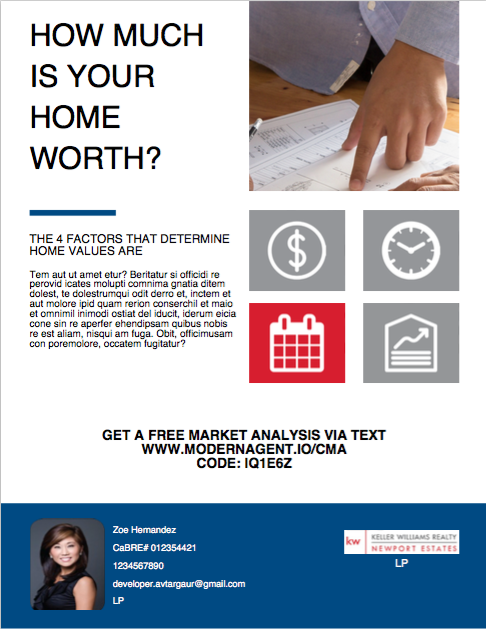 HOW MUCH
IS YOUR
HOME
WORTH?
THE 4 FACTORS THAT DETERMINE
HOME VALUES ARE
Tem aut ut amet etur? Beritatur si officidi re
perovid icates molupti comnima gnatia ditem
dolest, te dolestrumqui odit derro et, inctem et
aut molore ipid quam rerion conserchil et maio
et omnimil inimodi ostiat del iducit, iderum eicia
cone sin re aperfer ehendipsam quibus nobis
re est aliam, nisqui am fuga. Obit, officimusam
con poremolore, occatem fugitatur?
$
GET A FREE MARKET ANALYSIS VIA TEXT
WWW.MODERNAGENT.IO/CMA
CODE: IQ1E6Z
Zoe Hernandez
CaBRE# 012354421
1234567890
developer.avtargaur@gmail.com
LP
kw KELLER WILLIAMS REALTY
NEWPORT ESTATES
LP